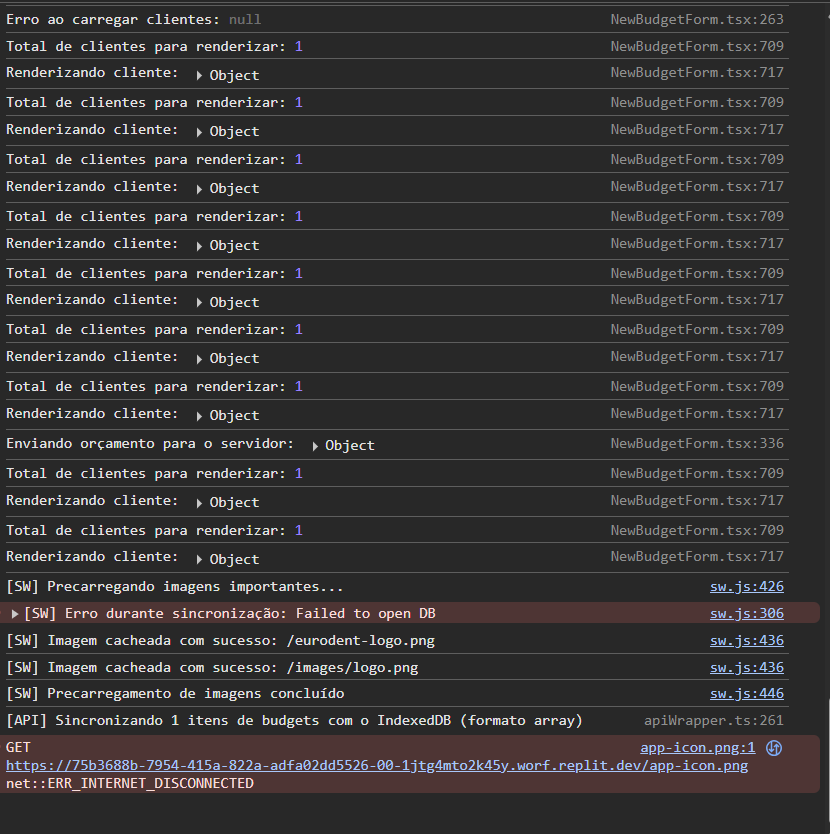 Erro ao carregar clientes: null NewBudgetForm.tsx:263
Total de clientes para renderizar: 1 NewBudgetForm.tsx:709
Renderizando cliente: ▸ Object NewBudgetForm.tsx:717
Total de clientes para renderizar: 1 NewBudgetForm.tsx:709
Renderizando cliente: ▸ Object NewBudgetForm.tsx:717
Total de clientes para renderizar: 1 NewBudgetForm.tsx:709
Renderizando cliente: ▸ Object NewBudgetForm.tsx:717
Total de clientes para renderizar: 1 NewBudgetForm.tsx:709
Renderizando cliente: ▸ Object NewBudgetForm.tsx:717
Total de clientes para renderizar: 1 NewBudgetForm.tsx:709
Renderizando cliente: ▸ Object NewBudgetForm.tsx:717
Total de clientes para renderizar: 1 NewBudgetForm.tsx:709
Renderizando cliente: ▸ Object NewBudgetForm.tsx:717
Total de clientes para renderizar: 1 NewBudgetForm.tsx:709
Renderizando cliente: ▸ Object NewBudgetForm.tsx:717
Enviando orçamento para o servidor: ▸ Object NewBudgetForm.tsx:336
Total de clientes para renderizar: 1 NewBudgetForm.tsx:709
Renderizando cliente: ▸ Object NewBudgetForm.tsx:717
Total de clientes para renderizar: 1 NewBudgetForm.tsx:709
Renderizando cliente: ▸ Object NewBudgetForm.tsx:717
[SW] Precarregando imagens importantes... sw.js:426
▸ [SW] Erro durante sincronização: Failed to open DB sw.js:306
[SW] Imagem cacheada com sucesso: /eurodent-logo.png sw.js:436
[SW] Imagem cacheada com sucesso: /images/logo.png sw.js:436
[SW] Precarregamento de imagens concluído sw.js:446
[API] Sincronizando 1 itens de budgets com o IndexedDB (formato array) apiWrapper.ts:261
GET app-icon.png:1
https://75b3688b-7954-415a-822a-adfa02dd5526-00-1jtg4mto2k45y.worf.replit.dev/app-icon.png
net::ERR_INTERNET_DISCONNECTED